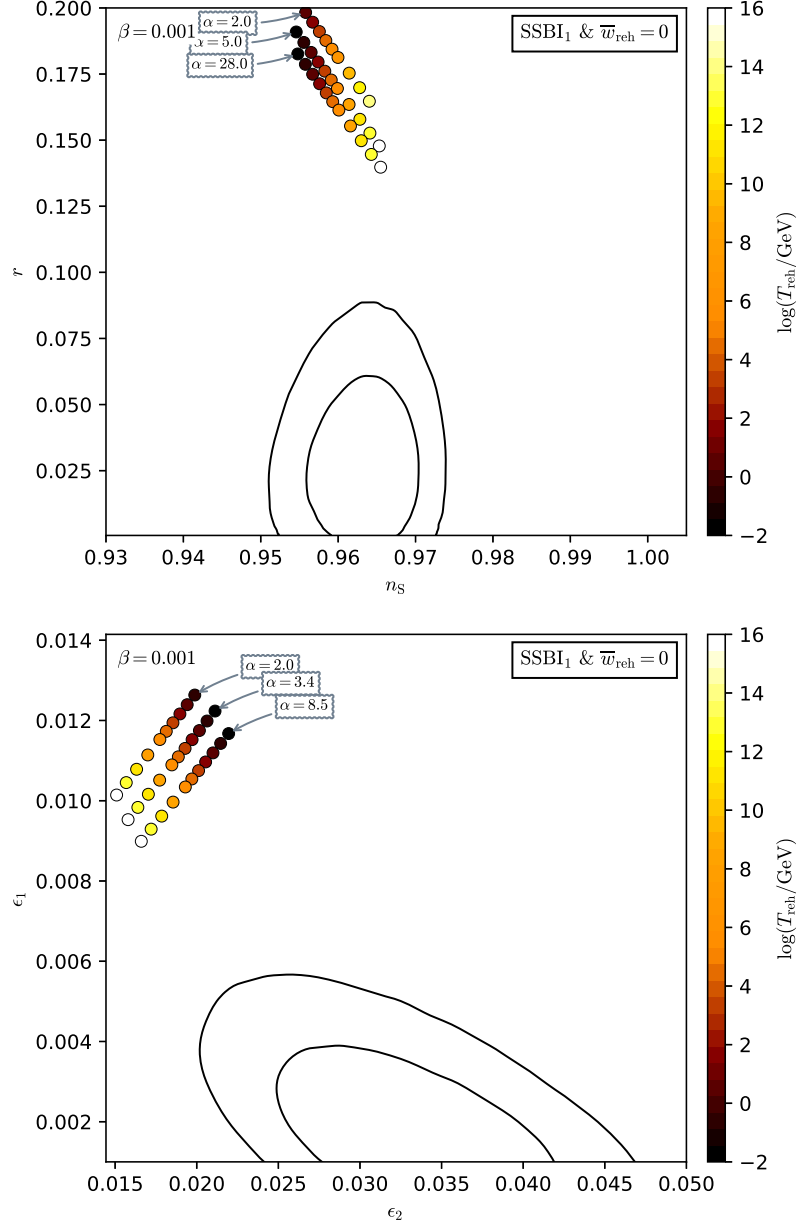 β = 0.001
α = 2.0
α = 5.0
α = 28.0
SSBI₁ & w̅_reh = 0
0.200
0.175
0.150
0.125
0.100
0.075
0.050
0.025
r
0.93 0.94 0.95 0.96 0.97 0.98 0.99 1.00
n_S
16
14
12
10
8
6
4
2
0
−2
log(T_reh/GeV)
β = 0.001
α = 2.0
α = 3.4
α = 8.5
SSBI₁ & w̅_reh = 0
0.014
0.012
0.010
0.008
0.006
0.004
0.002
ϵ₁
0.015 0.020 0.025 0.030 0.035 0.040 0.045 0.050
ϵ₂
16
14
12
10
8
6
4
2
0
−2
log(T_reh/GeV)